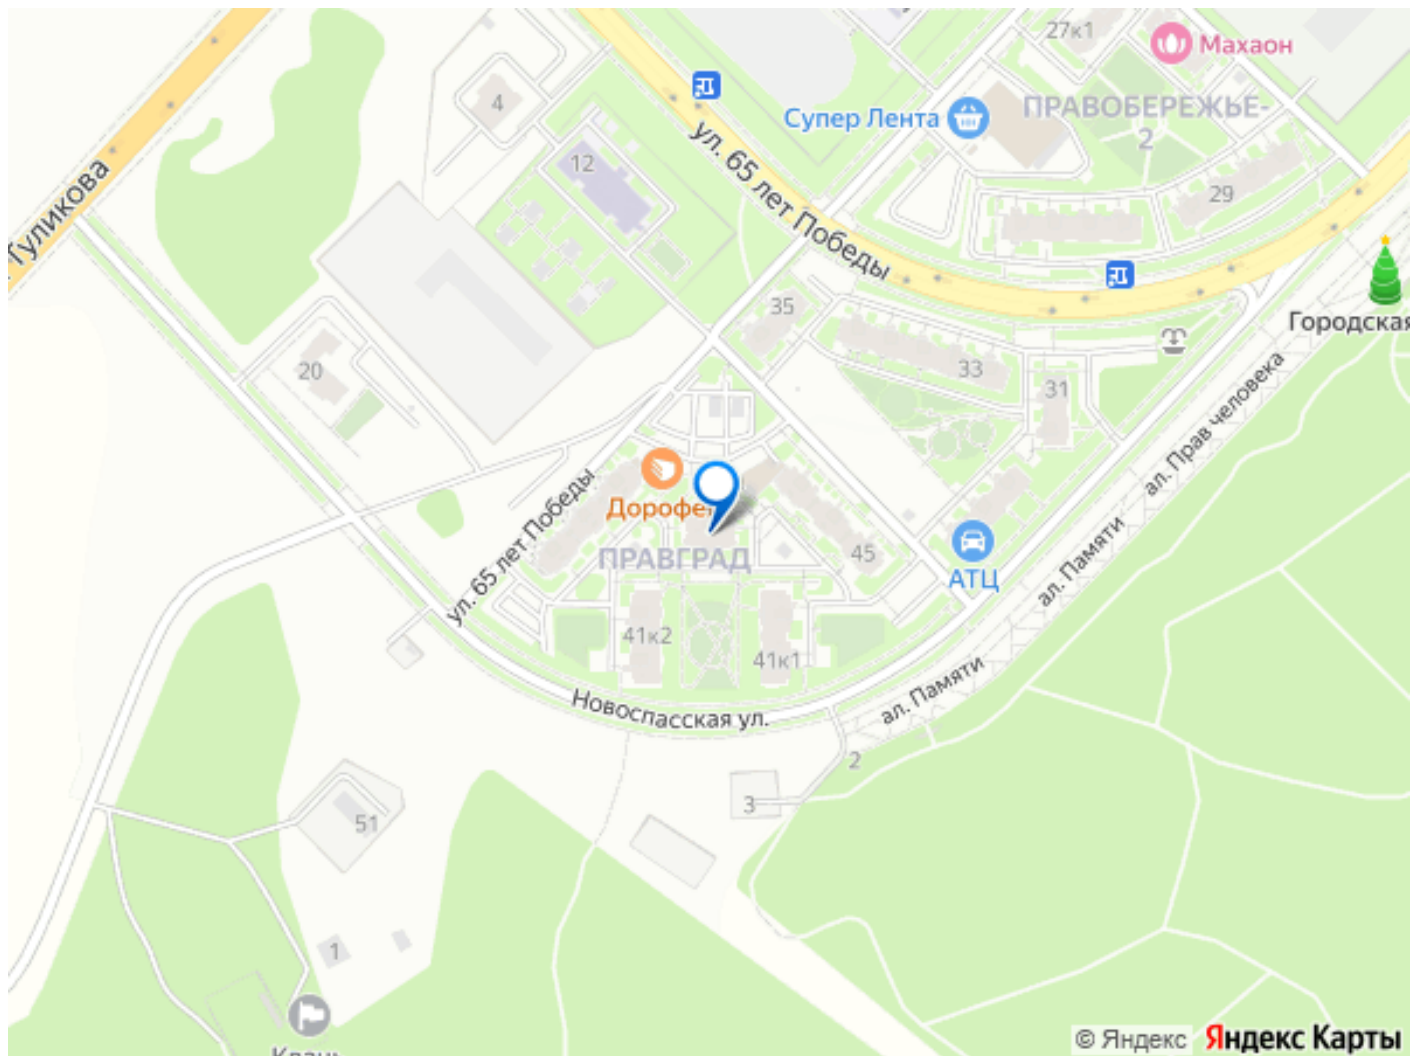 27к1
Махаон
4
Супер Лента
ПРАВОБЕРЕЖЬЕ-
2
ул. 65 лет Победы
12
29
Туликова
35
Городская
20
33
31
ал. Прав человека
Дорофе
ул. 65 лет Победы
ПРАВГРАД
45
АТЦ
ал. Памяти
41к2
41к1
ал. Памяти
Новоспасская ул.
2
3
51
1
© Яндекс
Яндекс Карты